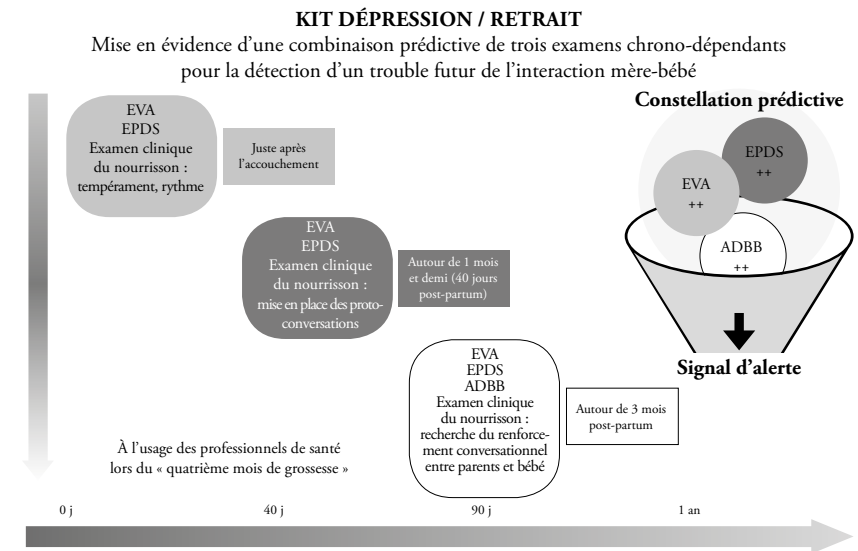 KIT DÉPRESSION / RETRAIT
Mise en évidence d’une combinaison prédictive de trois examens chrono-dépendants
pour la détection d’un trouble futur de l’interaction mère-bébé
EVA
EPDS
Examen clinique
du nourrisson :
tempérament, rythme
Juste après
l’accouchement
EVA
EPDS
Examen clinique
du nourrisson :
mise en place des proto-
conversations
Autour de 1 mois
et demi (40 jours
post-partum)
EVA
EPDS
ADBB
Examen clinique
du nourrisson :
recherche du renforce-
ment conversationnel
entre parents et bébé
Autour de 3 mois
post-partum
Constellation prédictive
EPDS
++
EVA
++
ADBB
++
Signal d’alerte
À l’usage des professionnels de santé
lors du « quatrième mois de grossesse »
0 j
40 j
90 j
1 an